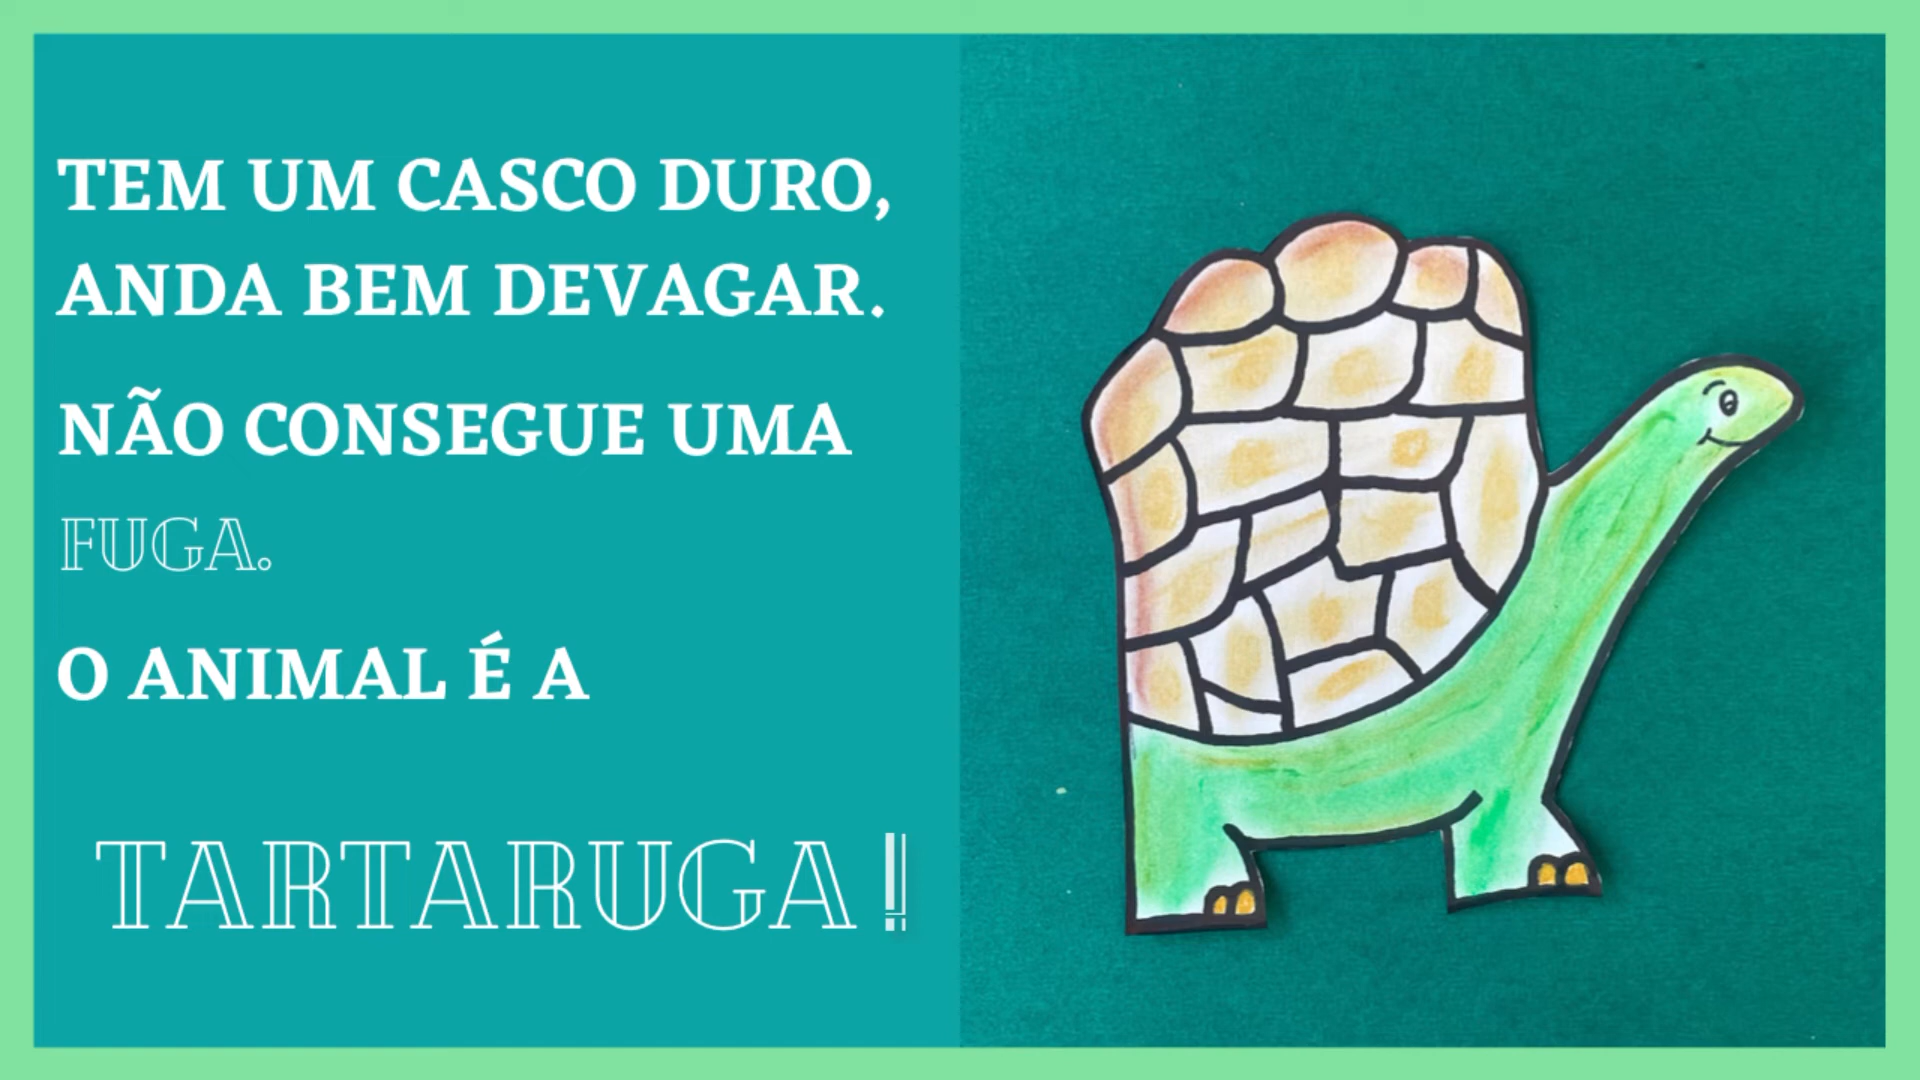 TEM UM CASCO DURO,
ANDA BEM DEVAGAR.
NÃO CONSEGUE UMA
FUGA.
O ANIMAL É A
TARTARUGA !